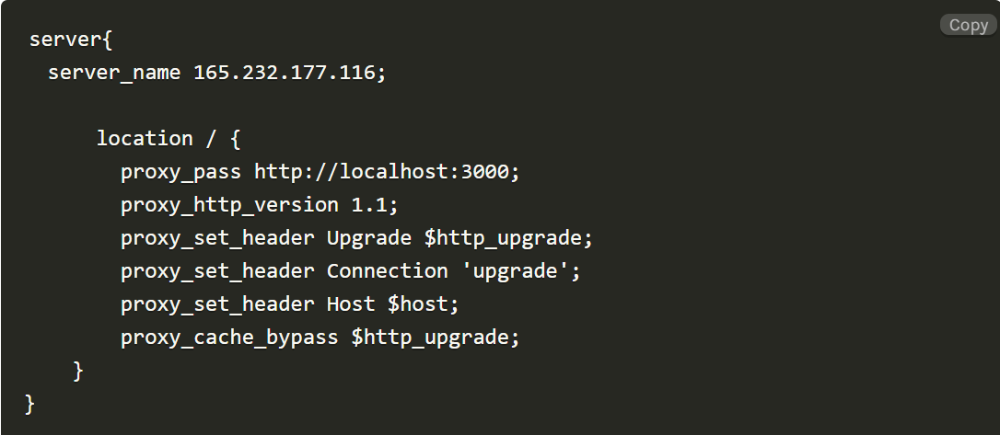 Copy
server{
server_name 165.232.177.116;
location / {
proxy_pass http://localhost:3000;
proxy_http_version 1.1;
proxy_set_header Upgrade $http_upgrade;
proxy_set_header Connection 'upgrade';
proxy_set_header Host $host;
proxy_cache_bypass $http_upgrade;
}
}